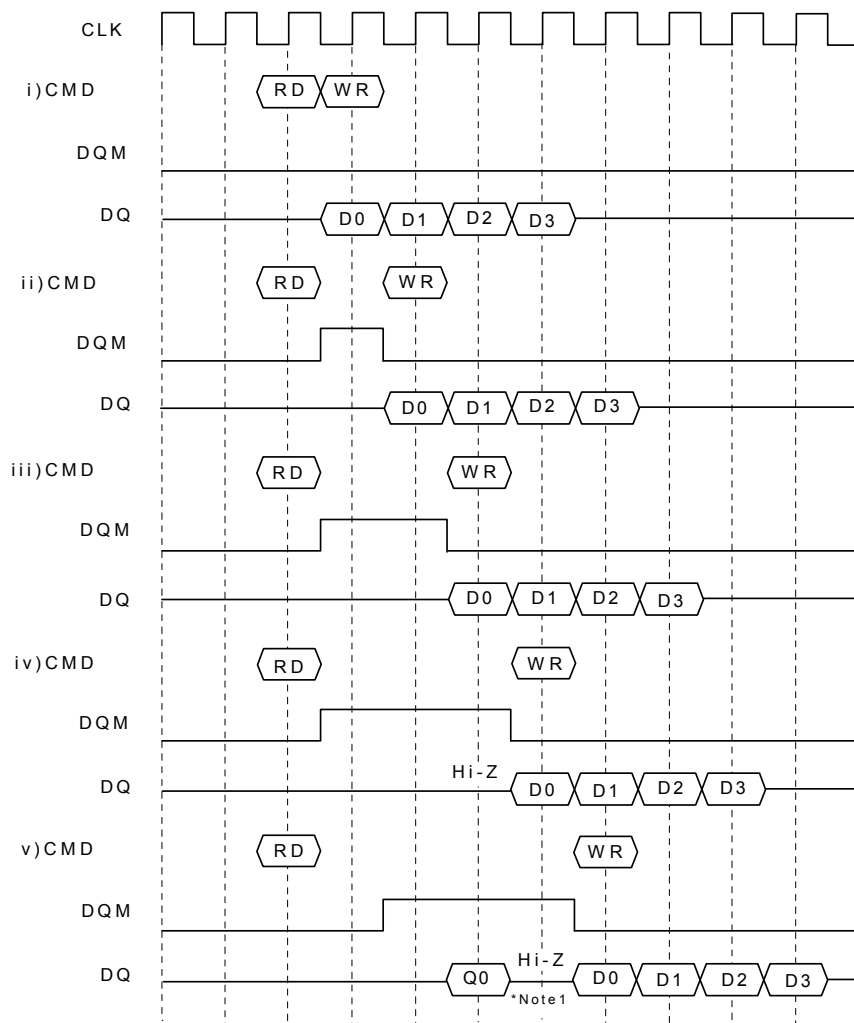 CLK
i)CMD RD WR
DQM
DQ D0 D1 D2 D3
ii)CMD RD WR
DQM
DQ D0 D1 D2 D3
iii)CMD RD WR
DQM
DQ D0 D1 D2 D3
iv)CMD RD WR
DQM
Hi-Z
DQ D0 D1 D2 D3
v)CMD RD WR
DQM
Hi-Z
DQ Q0 D0 D1 D2 D3
*Note1